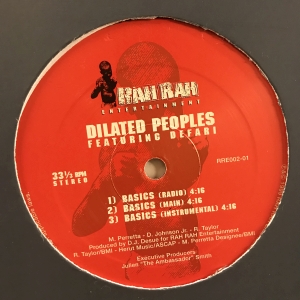 RAH RAH
ENTERTAINMENT
DILATED PEOPLES
FEATURING DEFARI
33⅓ RPM
STEREO
RRE002-01
1) BASICS (RADIO) 4:16
2) BASICS (MAIN) 4:16
3) BASICS (INSTRUMENTAL) 4:16
M. Perretta - D. Johnson Jr. - R. Taylor
Produced by D.J. Desue for RAH RAH Entertainment
R. Taylor/BMI - Henri Music/ASCAP - M. Perretta Designee/BMI
Executive Producers
Julian "The Ambassador" Smith